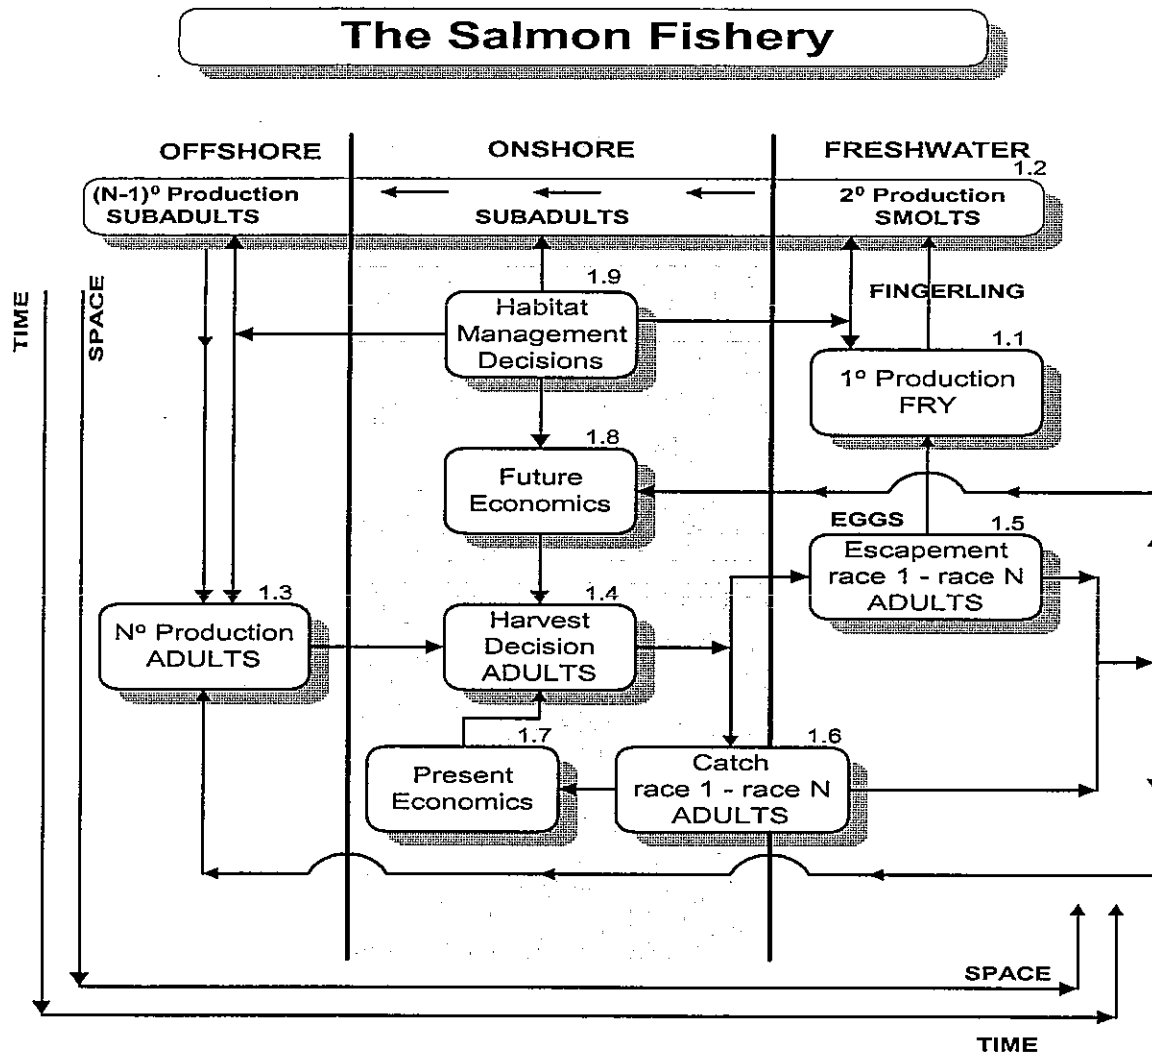 The Salmon Fishery
OFFSHORE
ONSHORE
FRESHWATER
1.2
(N-1)º Production
SUBADULTS
SUBADULTS
2º Production
SMOLTS
TIME
SPACE
1.9
Habitat
Management
Decisions
FINGERLING
1.1
1º Production
FRY
1.8
Future
Economics
EGGS
1.5
Escapement
race 1 - race N
ADULTS
1.3
Nº Production
ADULTS
1.4
Harvest
Decision
ADULTS
1.7
Present
Economics
1.6
Catch
race 1 - race N
ADULTS
SPACE
TIME